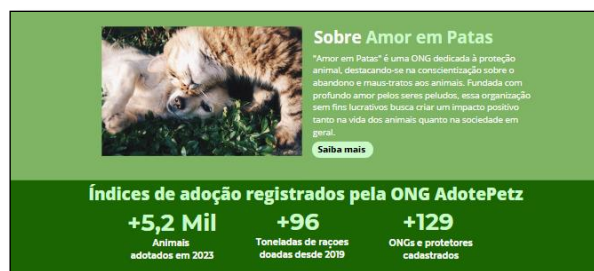 Sobre Amor em Patas
"Amor em Patas" é uma ONG dedicada à proteção
animal, destacando-se na conscientização sobre o
abandono e maus-tratos aos animais. Fundada com
profundo amor pelos seres peludos, essa organização
sem fins lucrativos busca criar um impacto positivo
tanto na vida dos animais quanto na sociedade em
geral.
Saiba mais
Índices de adoção registrados pela ONG AdotePetz
+5,2 Mil
Animais
adotados em 2023
+96
Toneladas de raçoes
doadas desde 2019
+129
ONGs e protetores
cadastrados